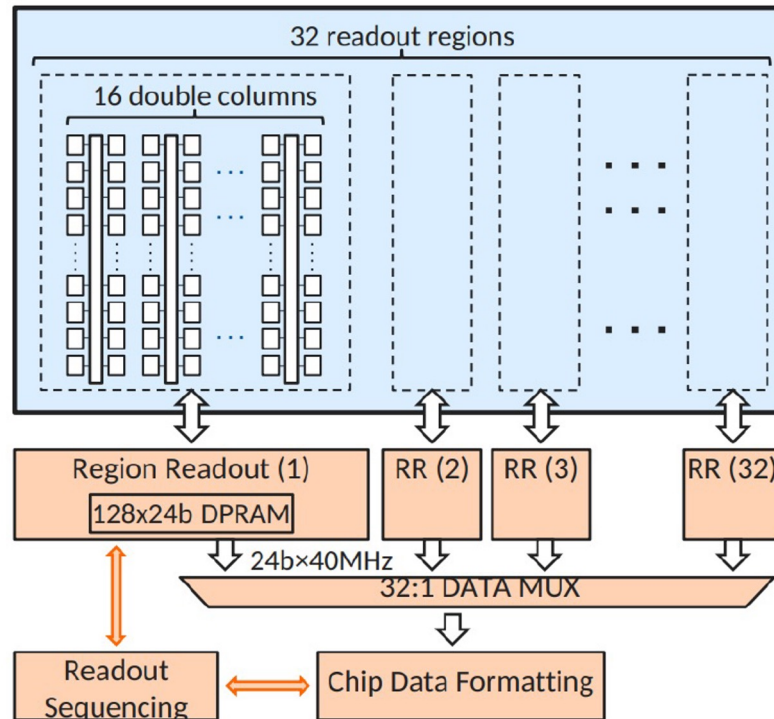 32 readout regions
16 double columns
Region Readout (1)
128x24b DPRAM
RR (2)
RR (3)
RR (32)
24b×40MHz
32:1 DATA MUX
Readout
Sequencing
Chip Data Formatting